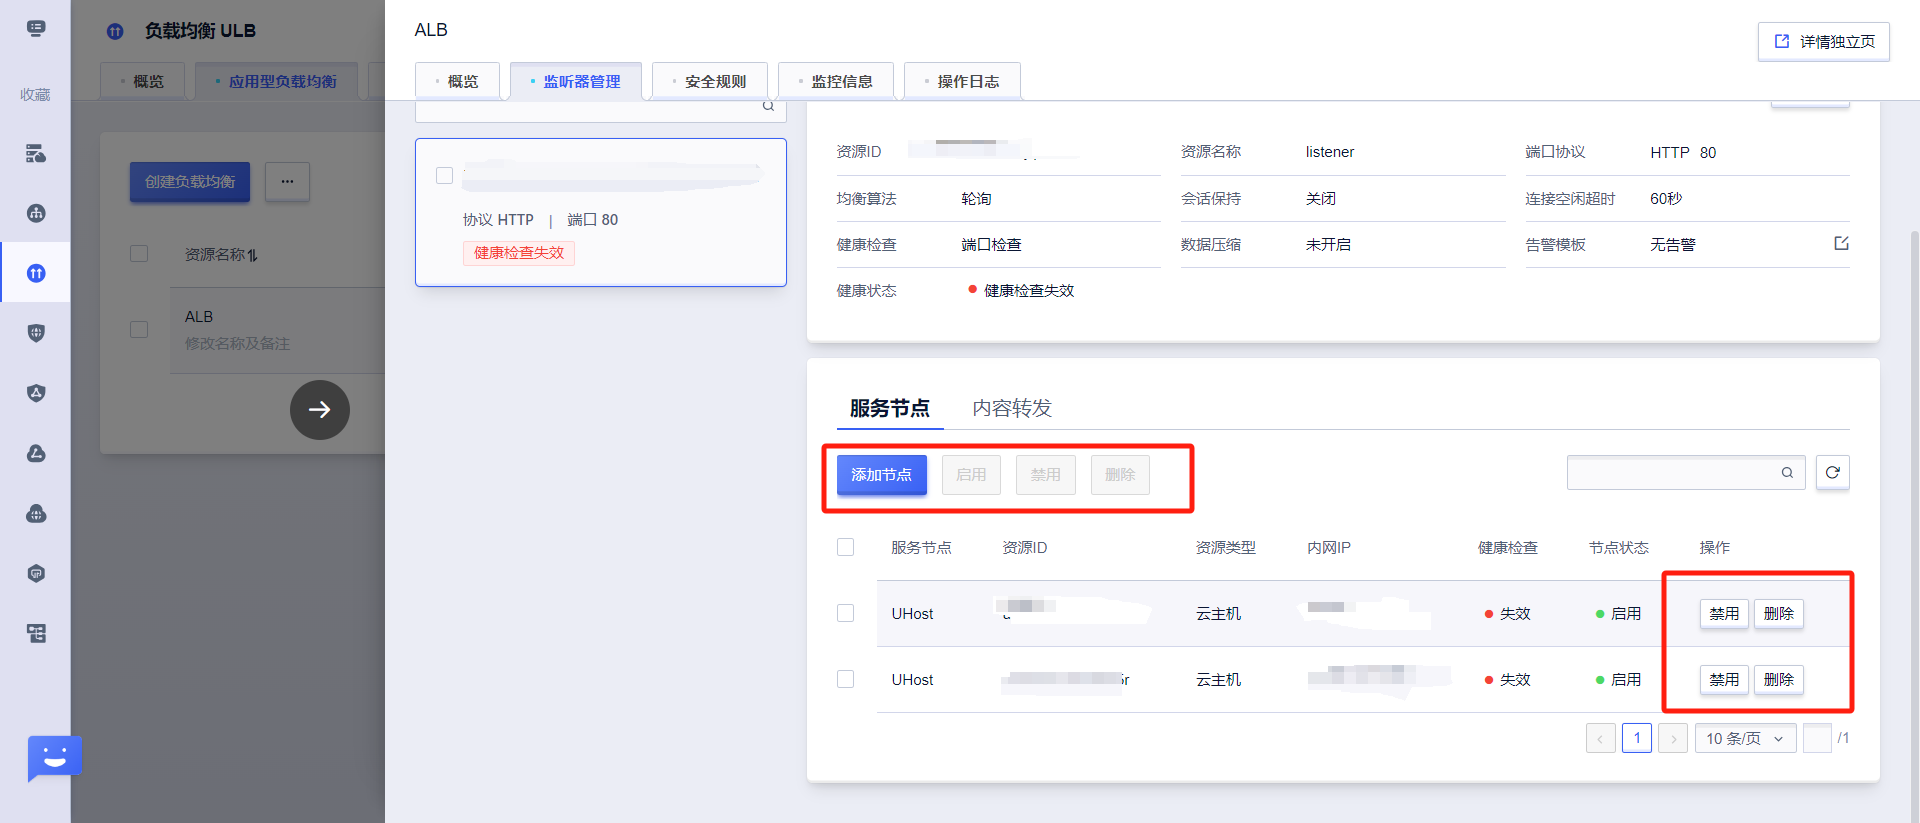 ALB
详情独立页
负载均衡 ULB
概览
应用型负载均衡
概览
监听器管理
安全规则
监控信息
操作日志
收藏
创建负载均衡
...
资源名称
ALB
修改名称及备注
协议 HTTP | 端口 80
健康检查失效
资源ID
资源名称 listener
端口协议 HTTP 80
均衡算法 轮询
会话保持 关闭
连接空闲超时 60秒
健康检查 端口检查
数据压缩 未开启
告警模板 无告警
健康状态 健康检查失效
服务节点 内容转发
添加节点 启用 禁用 删除
服务节点 资源ID 资源类型 内网IP 健康检查 节点状态 操作
UHost 云主机 失效 启用 禁用 删除
UHost 云主机 失效 启用 禁用 删除
1 10 条/页 /1